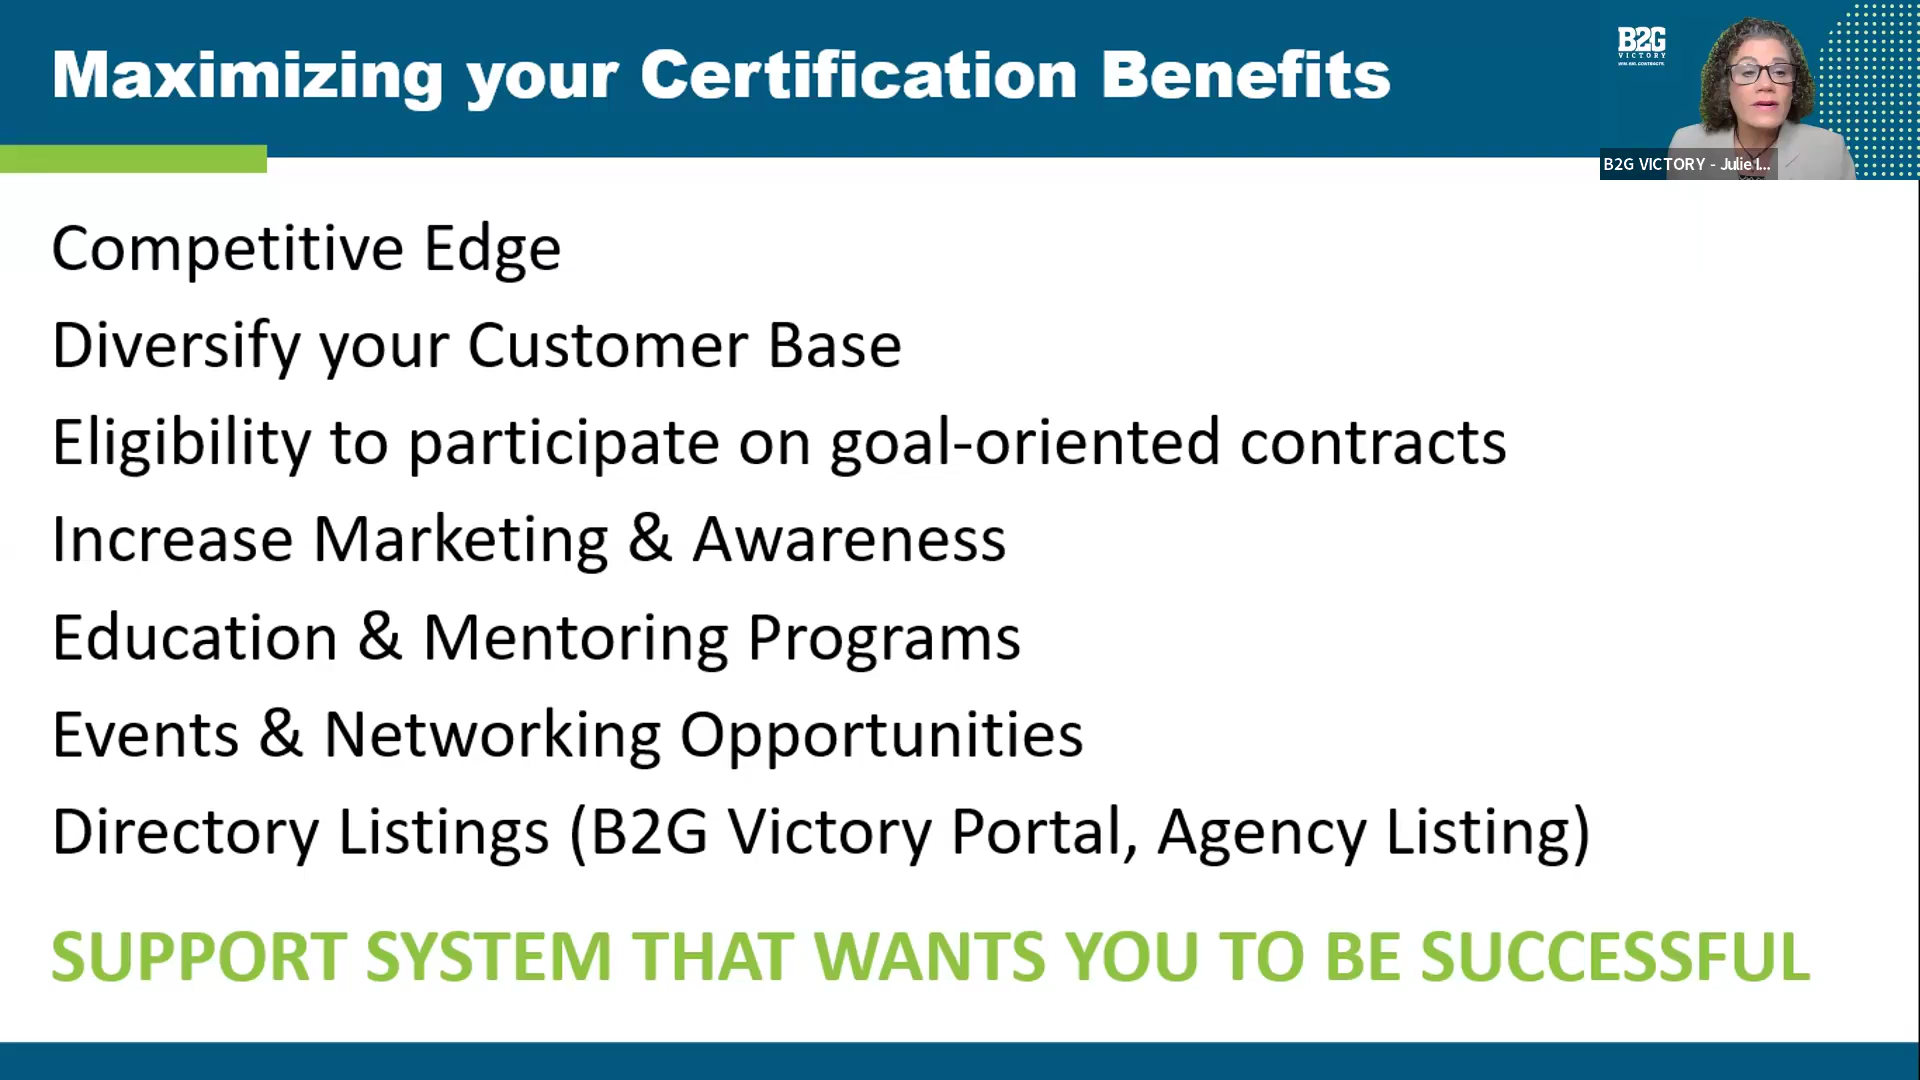 Maximizing your Certification Benefits
B2G
VICTORY
B2G VICTORY - Julie I...
Competitive Edge
Diversify your Customer Base
Eligibility to participate on goal-oriented contracts
Increase Marketing & Awareness
Education & Mentoring Programs
Events & Networking Opportunities
Directory Listings (B2G Victory Portal, Agency Listing)
SUPPORT SYSTEM THAT WANTS YOU TO BE SUCCESSFUL